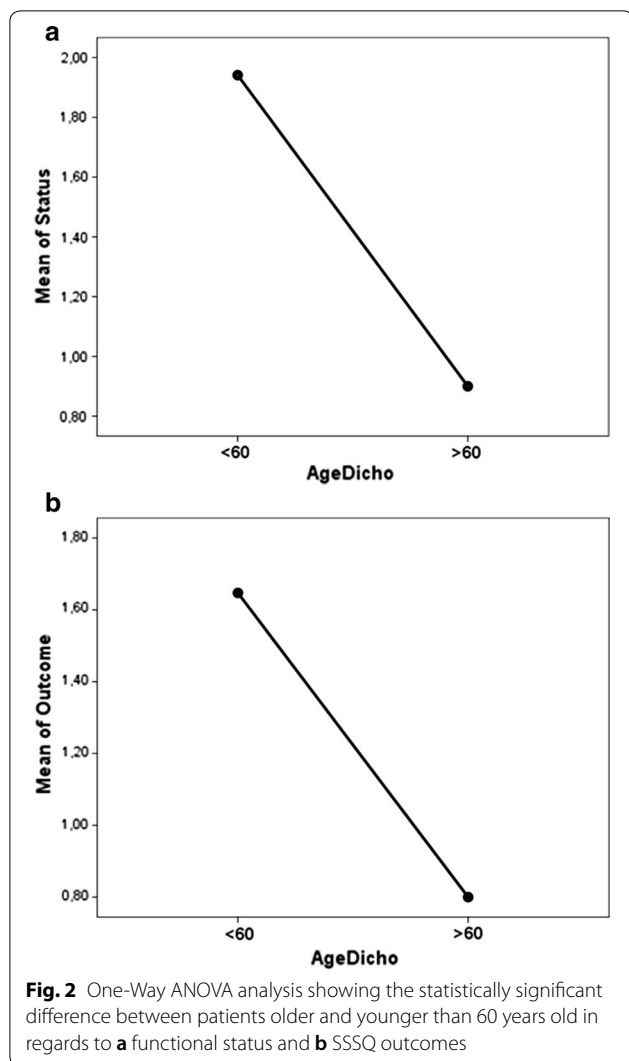 a
2,00
1,80
1,60
1,40
1,20
1,00
0,80
Mean of Status
<60
>60
AgeDicho
b
1,80
1,60
1,40
1,20
1,00
0,80
Mean of Outcome
<60
>60
AgeDicho
Fig. 2 One-Way ANOVA analysis showing the statistically significant
difference between patients older and younger than 60 years old in
regards to a functional status and b SSSQ outcomes